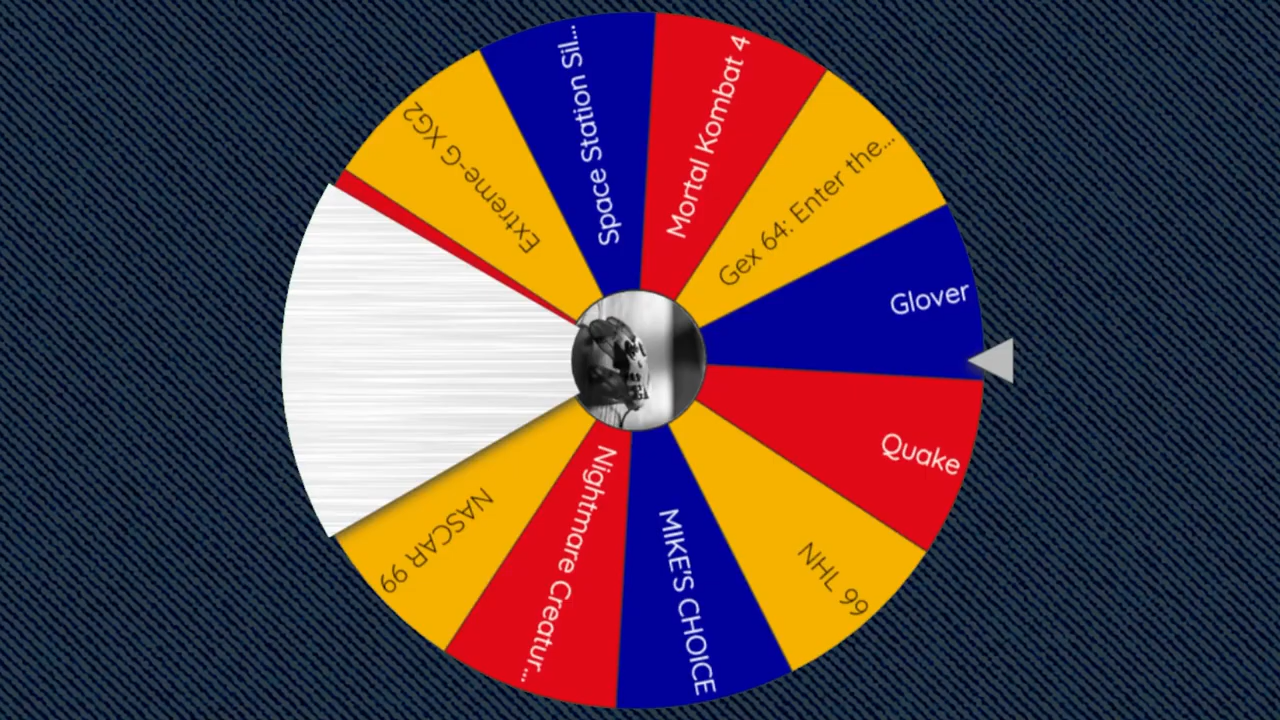 Extreme-G XG2
Space Station Sil...
Mortal Kombat 4
Gex 64: Enter the...
Glover
Quake
NHL 99
MIKE'S CHOICE
Nightmare Creatur...
NASCAR 99